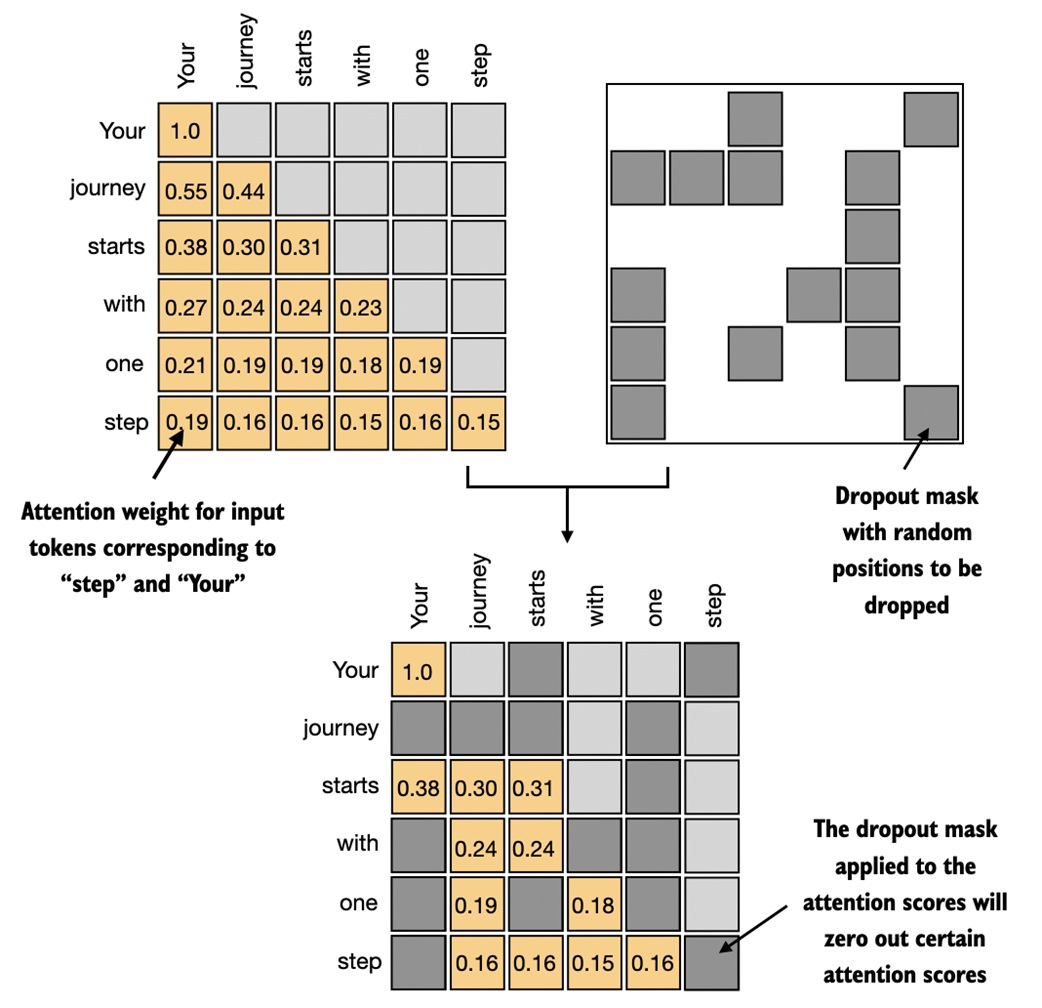 Your journey starts with one step
Your 1.0
journey 0.55 0.44
starts 0.38 0.30 0.31
with 0.27 0.24 0.24 0.23
one 0.21 0.19 0.19 0.18 0.19
step 0.19 0.16 0.16 0.15 0.16 0.15
Attention weight for input
tokens corresponding to
“step” and “Your”
Dropout mask
with random
positions to be
dropped
Your journey starts with one step
Your 1.0
journey
starts 0.38 0.30 0.31
with 0.24 0.24
one 0.19 0.18
step 0.16 0.16 0.15 0.16
The dropout mask
applied to the
attention scores will
zero out certain
attention scores